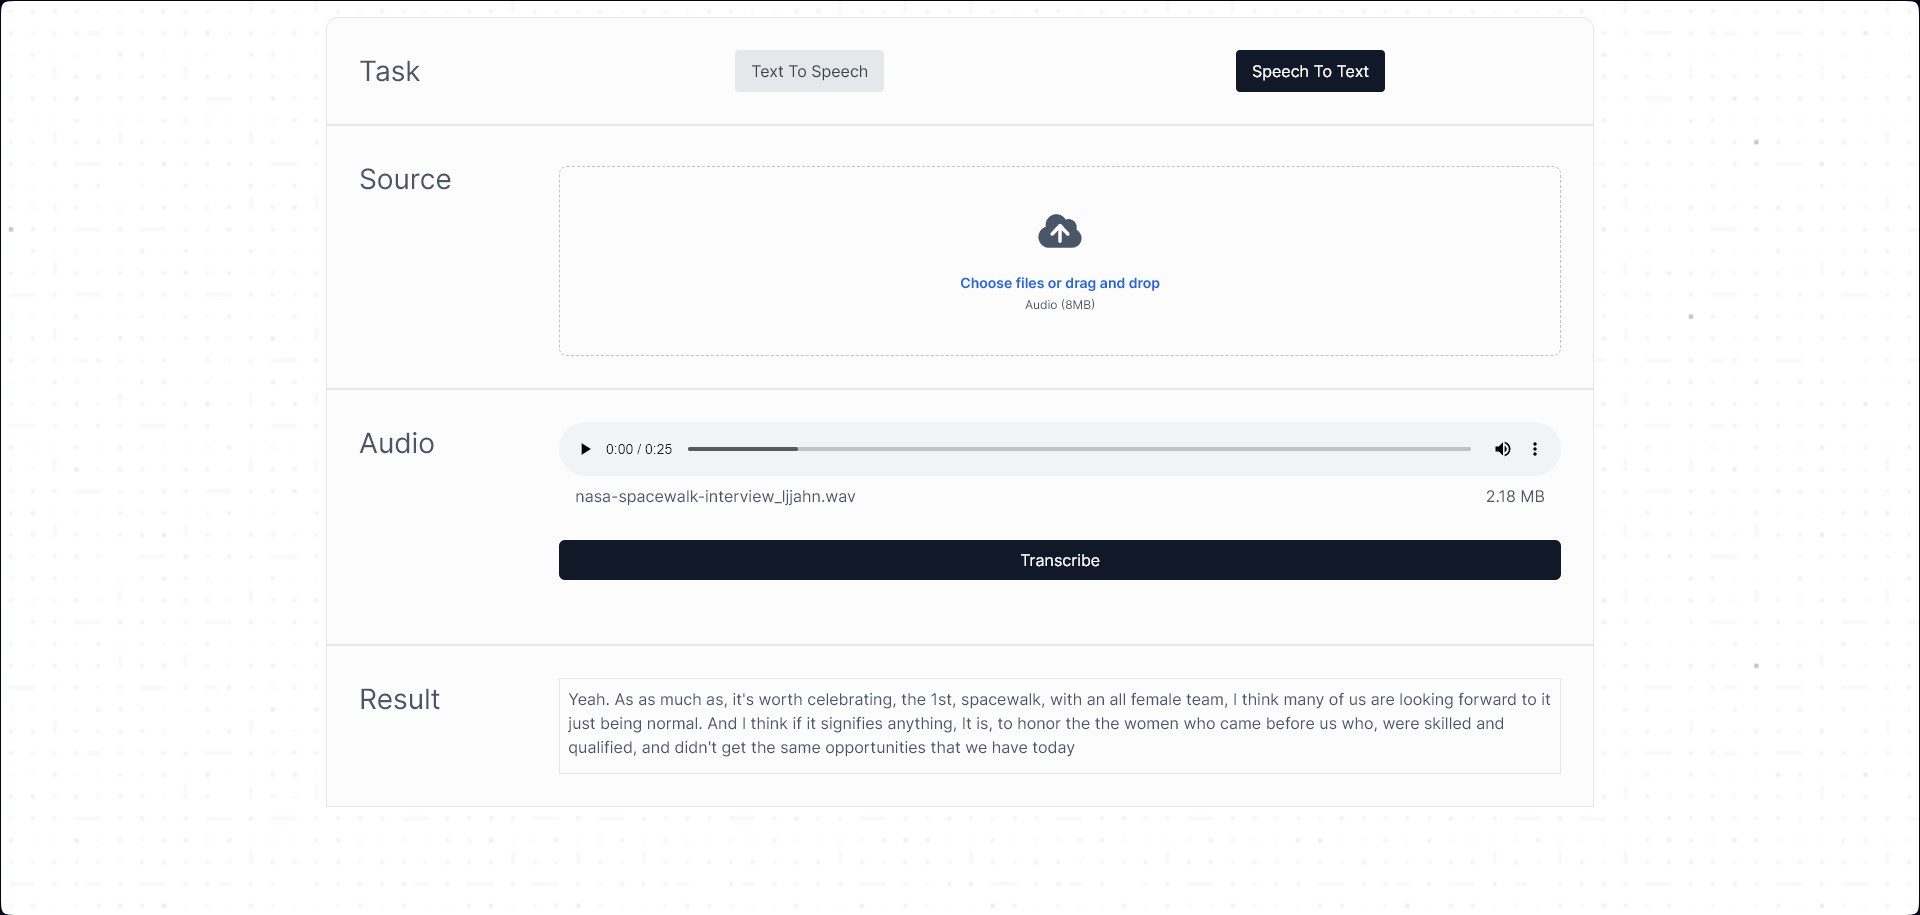 Task
Text To Speech
Speech To Text
Source
Choose files or drag and drop
Audio (8MB)
Audio
0:00 / 0:25
nasa-spacewalk-interview_ljjahn.wav
2.18 MB
Transcribe
Result
Yeah. As as much as, it's worth celebrating, the 1st, spacewalk, with an all female team, I think many of us are looking forward to it
just being normal. And I think if it signifies anything, It is, to honor the the women who came before us who, were skilled and
qualified, and didn't get the same opportunities that we have today